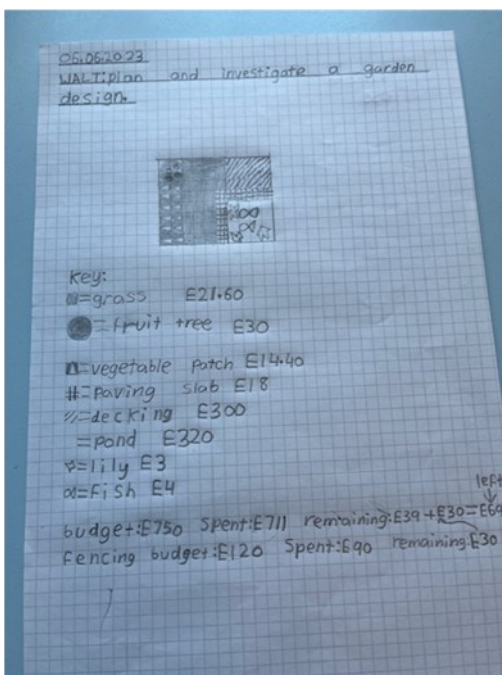 06.06.2023
WALT:plan and investigate a garden
design.
Key:
=grass £21.60
=fruit tree £30
=vegetable patch £14.40
#=paving slab £18
//=decking £300
=pond £320
=lily £3
=fish £4
left
budget:£750 Spent:£711 remaining:£39+£30=£69
Fencing budget:£120 Spent:£90 remaining:£30